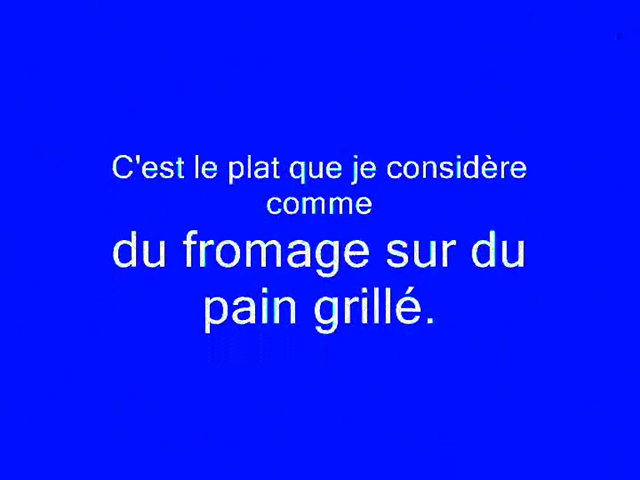 C'est le plat que je considère
comme
du fromage sur du
pain grillé.